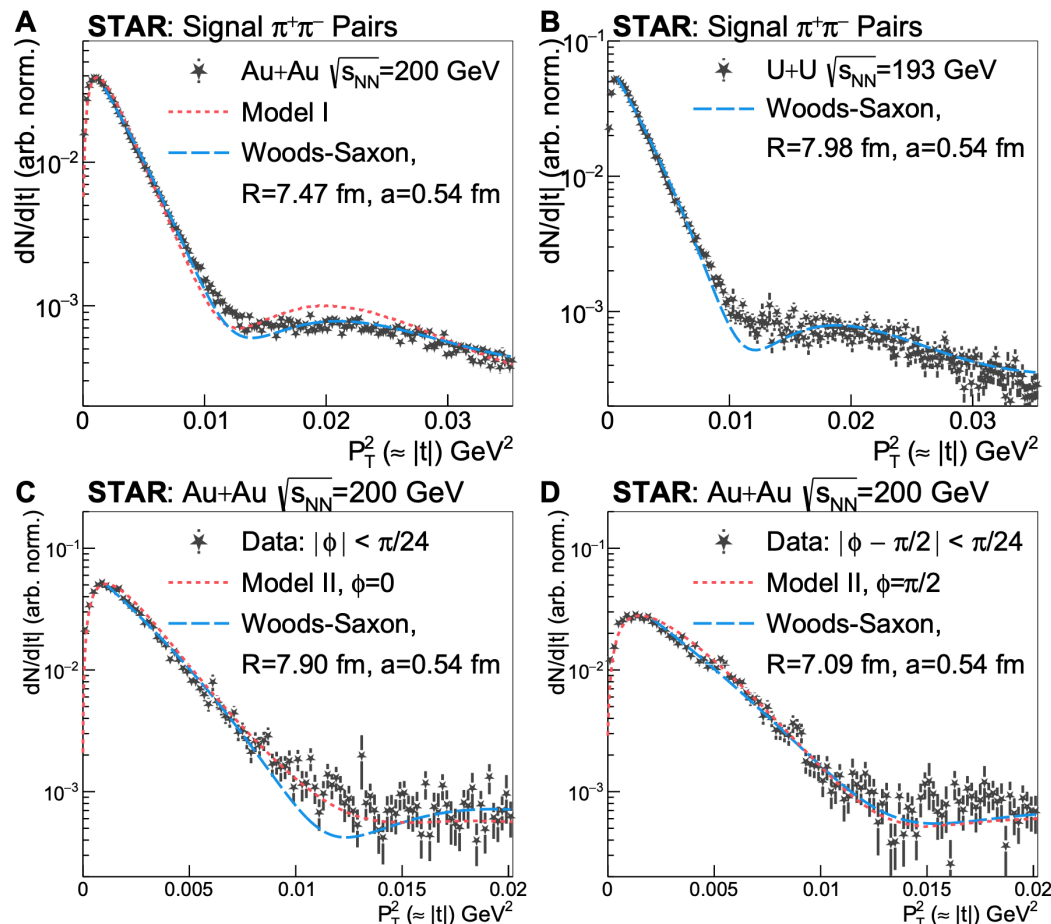 A STAR: Signal π⁺π⁻ Pairs
Au+Au √s_NN=200 GeV
Model I
Woods-Saxon,
R=7.47 fm, a=0.54 fm
dN/d|t| (arb. norm.)
10⁻²
10⁻³
0 0.01 0.02 0.03
P_T² (≈ |t|) GeV²
B STAR: Signal π⁺π⁻ Pairs
U+U √s_NN=193 GeV
Woods-Saxon,
R=7.98 fm, a=0.54 fm
dN/d|t| (arb. norm.)
10⁻¹
10⁻²
10⁻³
0 0.01 0.02 0.03
P_T² (≈ |t|) GeV²
C STAR: Au+Au √s_NN=200 GeV
Data: |ϕ| < π/24
Model II, ϕ=0
Woods-Saxon,
R=7.90 fm, a=0.54 fm
dN/d|t| (arb. norm.)
10⁻¹
10⁻²
10⁻³
0 0.005 0.01 0.015 0.02
P_T² (≈ |t|) GeV²
D STAR: Au+Au √s_NN=200 GeV
Data: |ϕ − π/2| < π/24
Model II, ϕ=π/2
Woods-Saxon,
R=7.09 fm, a=0.54 fm
dN/d|t| (arb. norm.)
10⁻¹
10⁻²
10⁻³
0 0.005 0.01 0.015 0.02
P_T² (≈ |t|) GeV²